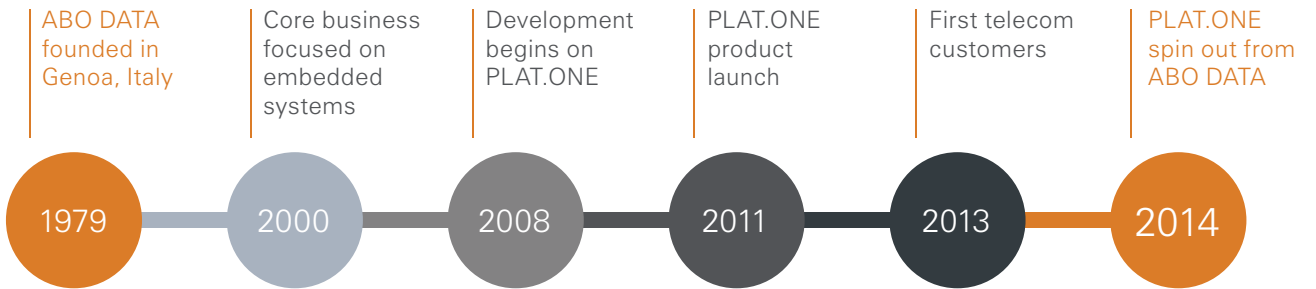 ABO DATA
founded in
Genoa, Italy
Core business
focused on
embedded
systems
Development
begins on
PLAT.ONE
PLAT.ONE
product
launch
First telecom
customers
PLAT.ONE
spin out from
ABO DATA
1979
2000
2008
2011
2013
2014